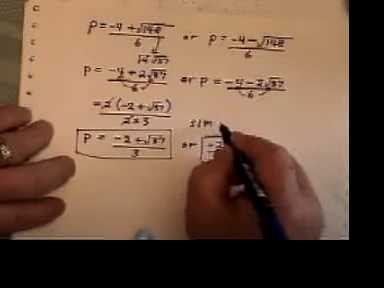 p = -4 + √148 / 6 or p = -4 - √148 / 6
√4 √37
p = -4 + 2√37 / 6 or p = -4 - 2√37 / 6
= 2(-2 + √37) / 2×3
sim
p = -2 + √37 / 3 or -2